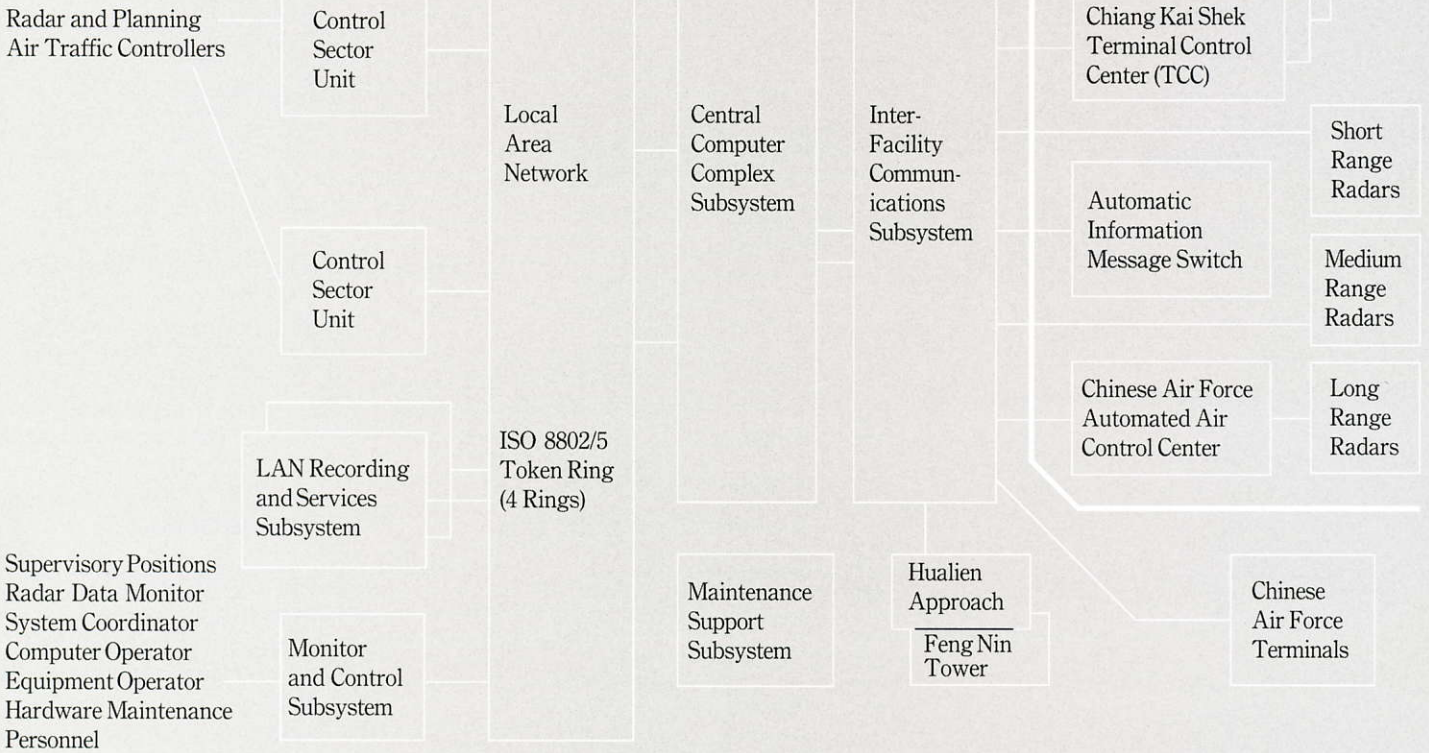 Radar and Planning
Air Traffic Controllers
Control
Sector
Unit
Control
Sector
Unit
LAN Recording
and Services
Subsystem
Supervisory Positions
Radar Data Monitor
System Coordinator
Computer Operator
Equipment Operator
Hardware Maintenance
Personnel
Monitor
and Control
Subsystem
Local
Area
Network
ISO 8802/5
Token Ring
(4 Rings)
Central
Computer
Complex
Subsystem
Maintenance
Support
Subsystem
Inter-
Facility
Commun-
ications
Subsystem
Hualien
Approach
Feng Nin
Tower
Chiang Kai Shek
Terminal Control
Center (TCC)
Automatic
Information
Message Switch
Chinese Air Force
Automated Air
Control Center
Short
Range
Radars
Medium
Range
Radars
Long
Range
Radars
Chinese
Air Force
Terminals